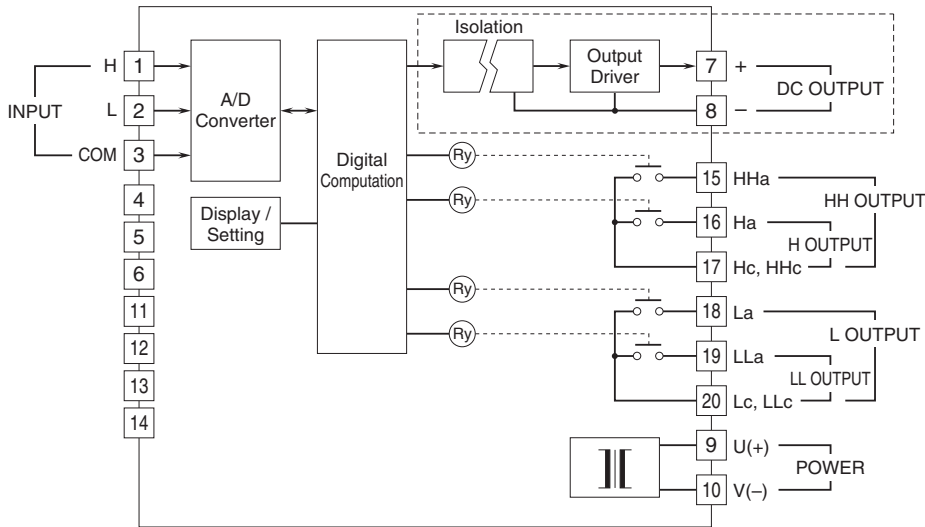 Isolation
H 1
INPUT
L 2
COM 3
4
5
6
11
12
13
14
A/D
Converter
Display /
Setting
Digital
Computation
Output
Driver
7 +
8 −
DC OUTPUT
Ry
Ry
Ry
Ry
15 HHa
16 Ha
17 Hc, HHc
HH OUTPUT
H OUTPUT
18 La
19 LLa
20 Lc, LLc
L OUTPUT
LL OUTPUT
9 U(+)
10 V(–)
POWER